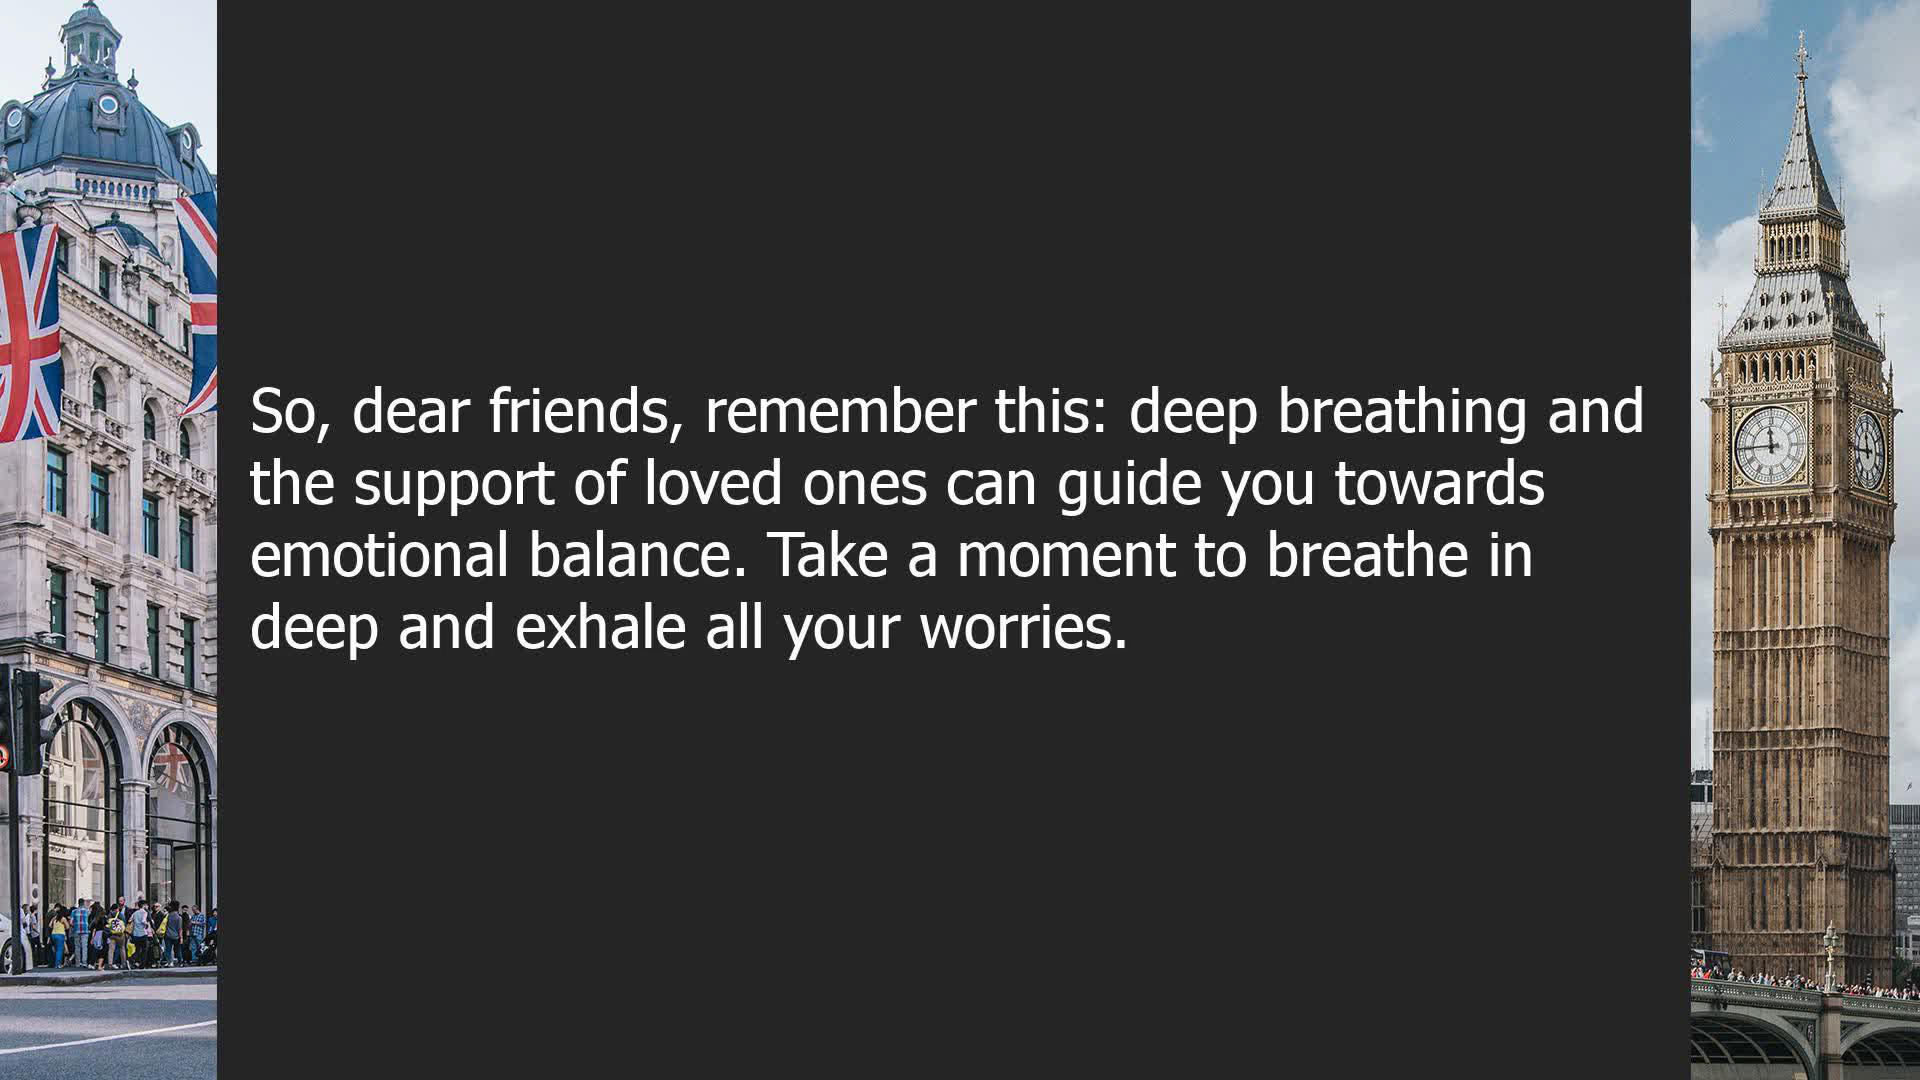 So, dear friends, remember this: deep breathing and
the support of loved ones can guide you towards
emotional balance. Take a moment to breathe in
deep and exhale all your worries.